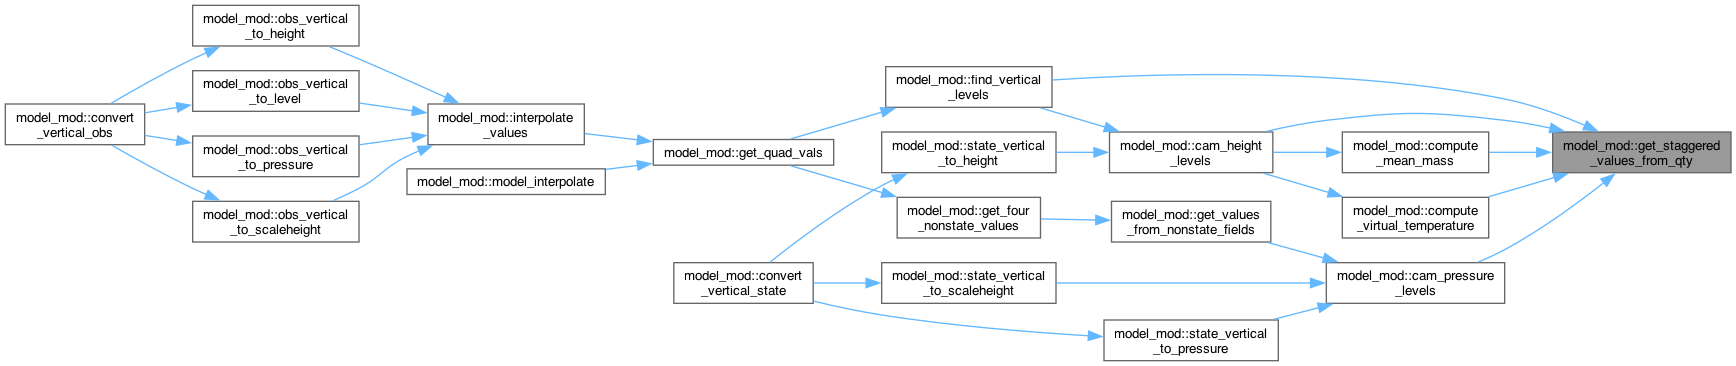 model_mod::obs_vertical
_to_height
model_mod::obs_vertical
_to_level
model_mod::convert
_vertical_obs
model_mod::obs_vertical
_to_pressure
model_mod::obs_vertical
_to_scaleheight
model_mod::interpolate
_values
model_mod::model_interpolate
model_mod::get_quad_vals
model_mod::find_vertical
_levels
model_mod::state_vertical
_to_height
model_mod::get_four
_nonstate_values
model_mod::convert
_vertical_state
model_mod::state_vertical
_to_scaleheight
model_mod::cam_height
_levels
model_mod::get_values
_from_nonstate_fields
model_mod::state_vertical
_to_pressure
model_mod::compute
_mean_mass
model_mod::compute
_virtual_temperature
model_mod::cam_pressure
_levels
model_mod::get_staggered
_values_from_qty